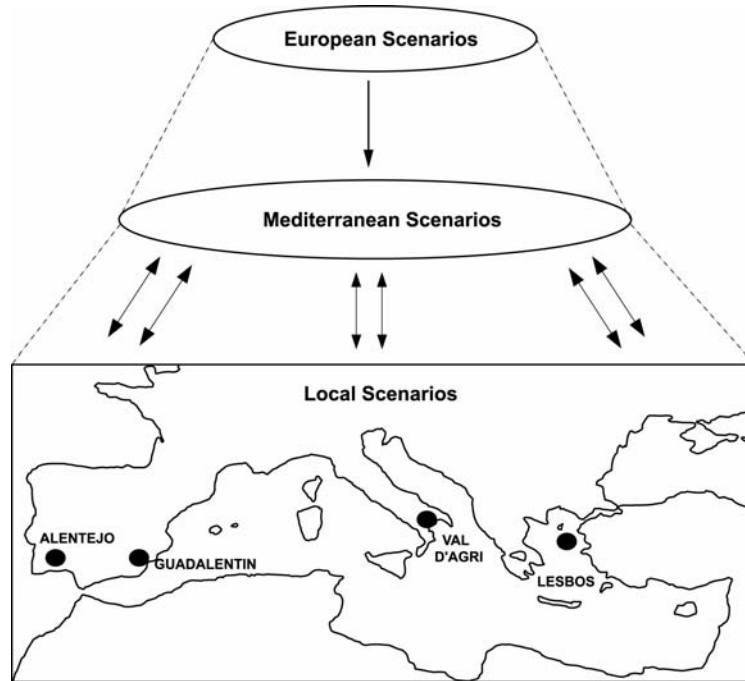 European Scenarios
Mediterranean Scenarios
Local Scenarios
ALENTEJO
GUADALENTIN
VAL
D'AGRI
LESBOS